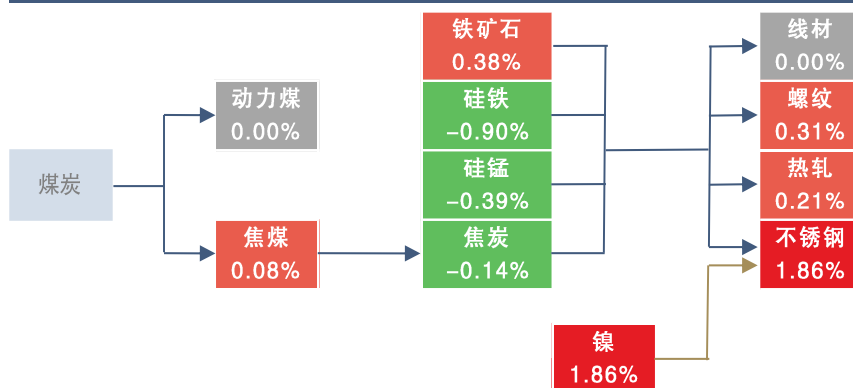 铁矿石
0.38%
线材
0.00%
动力煤
0.00%
硅铁
-0.90%
螺纹
0.31%
煤炭
硅锰
-0.39%
热轧
0.21%
焦煤
0.08%
焦炭
-0.14%
不锈钢
1.86%
镍
1.86%